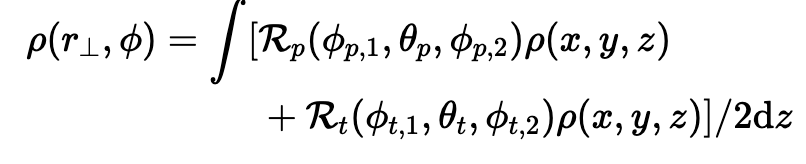 ρ(r⊥, ϕ) = ∫[ℛₚ(ϕₚ,₁, θₚ, ϕₚ,₂)ρ(x, y, z)
+ ℛₜ(ϕₜ,₁, θₜ, ϕₜ,₂)ρ(x, y, z)]/2dz